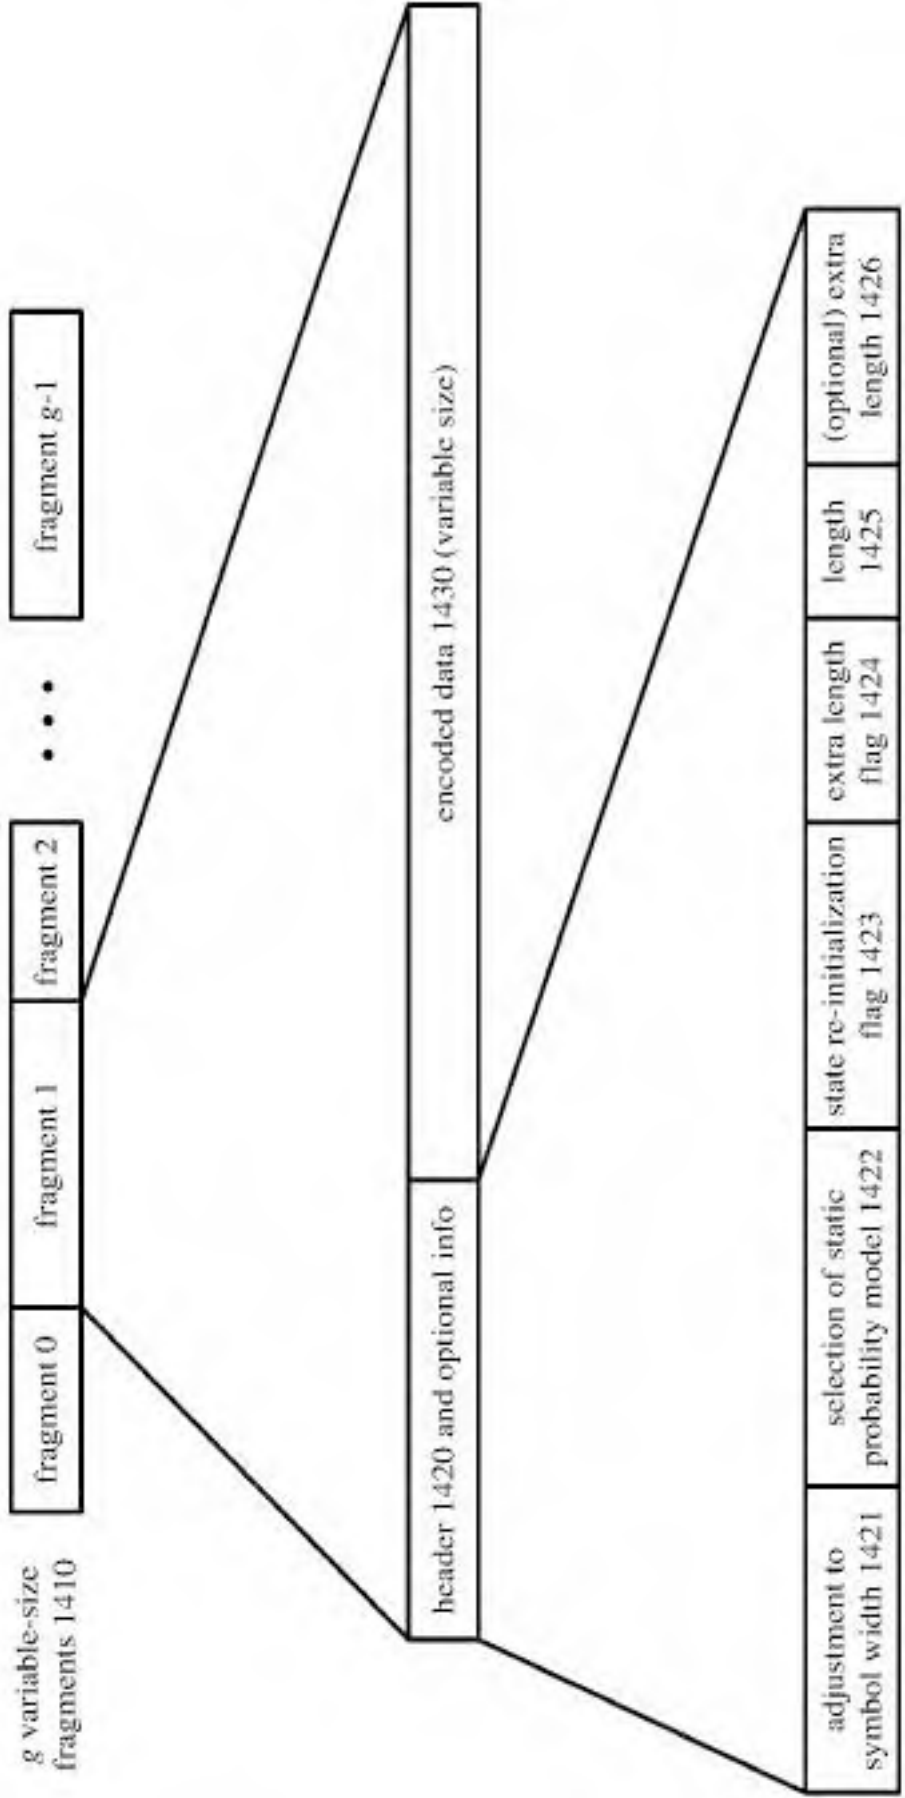 g variable-size
fragments 1410
fragment 0
fragment 1
fragment 2
• • •
fragment g-1
header 1420 and optional info
encoded data 1430 (variable size)
adjustment to
symbol width 1421
selection of static
probability model 1422
state re-initialization
flag 1423
extra length
flag 1424
length
1425
(optional) extra
length 1426